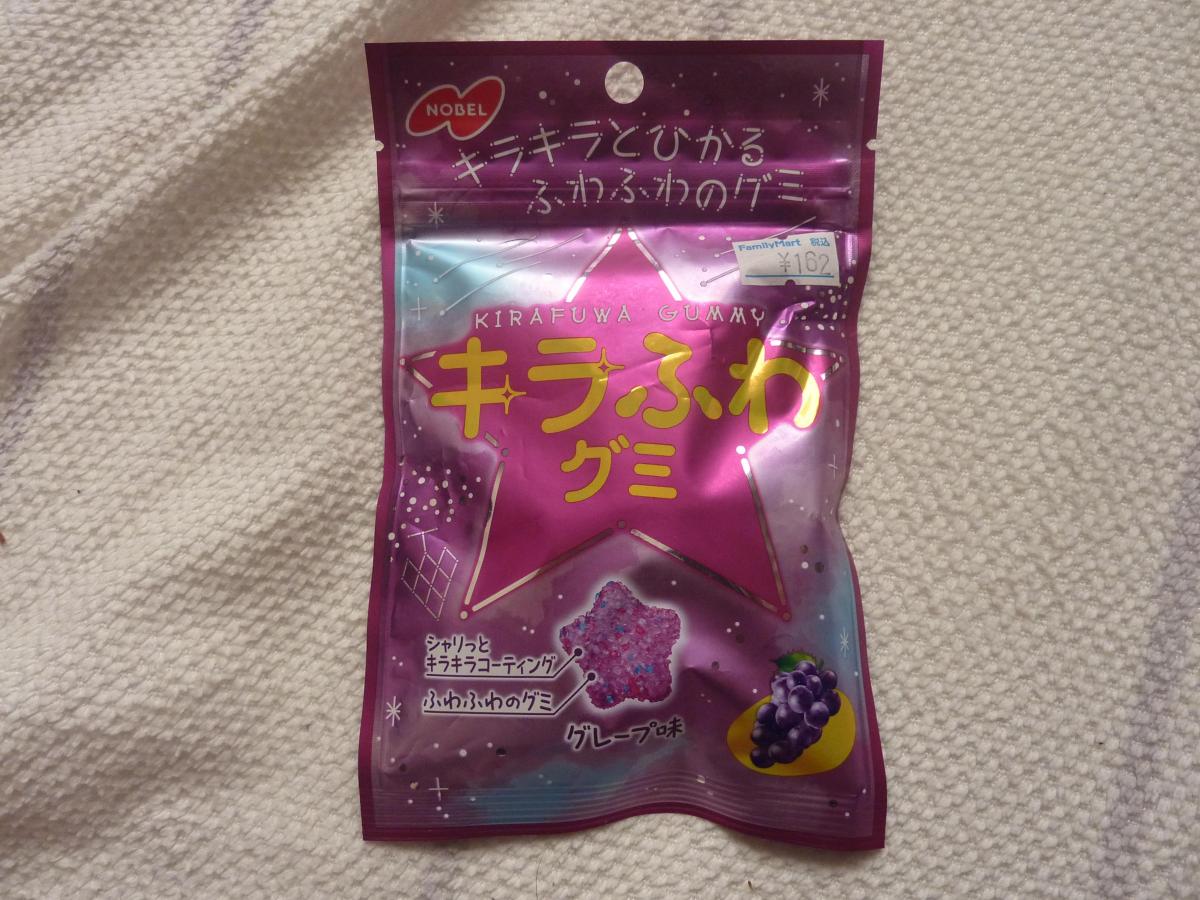 NOBEL
キラキラとひかる
ふわふわのグミ
FamilyMart 税込
¥162
KIRAFUWA GUMMY
キラふわ
グミ
シャリっと
キラキラコーティング
ふわふわのグミ
グレープ味